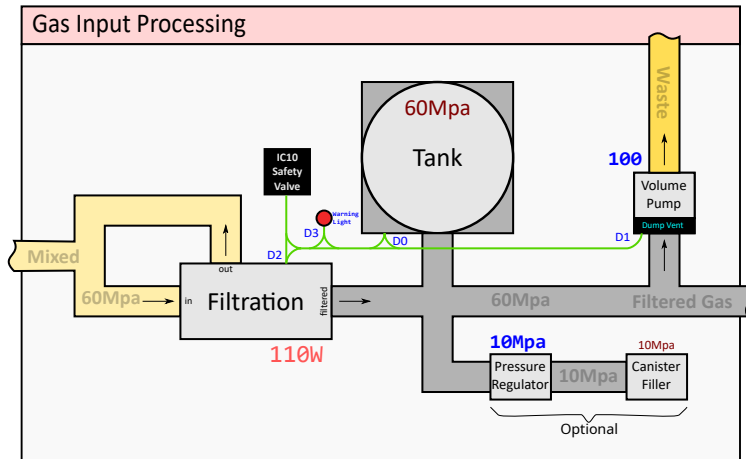 Gas Input Processing
Waste
60Mpa
Tank
100
IC10
Safety
Valve
Volume
Pump
Dump Vent
Warning
Light
D3
D0
D1
D2
Mixed
out
60Mpa
in
Filtration
filtered
60Mpa
Filtered Gas
110W
10Mpa
10Mpa
Pressure
Regulator
10Mpa
Canister
Filler
Optional